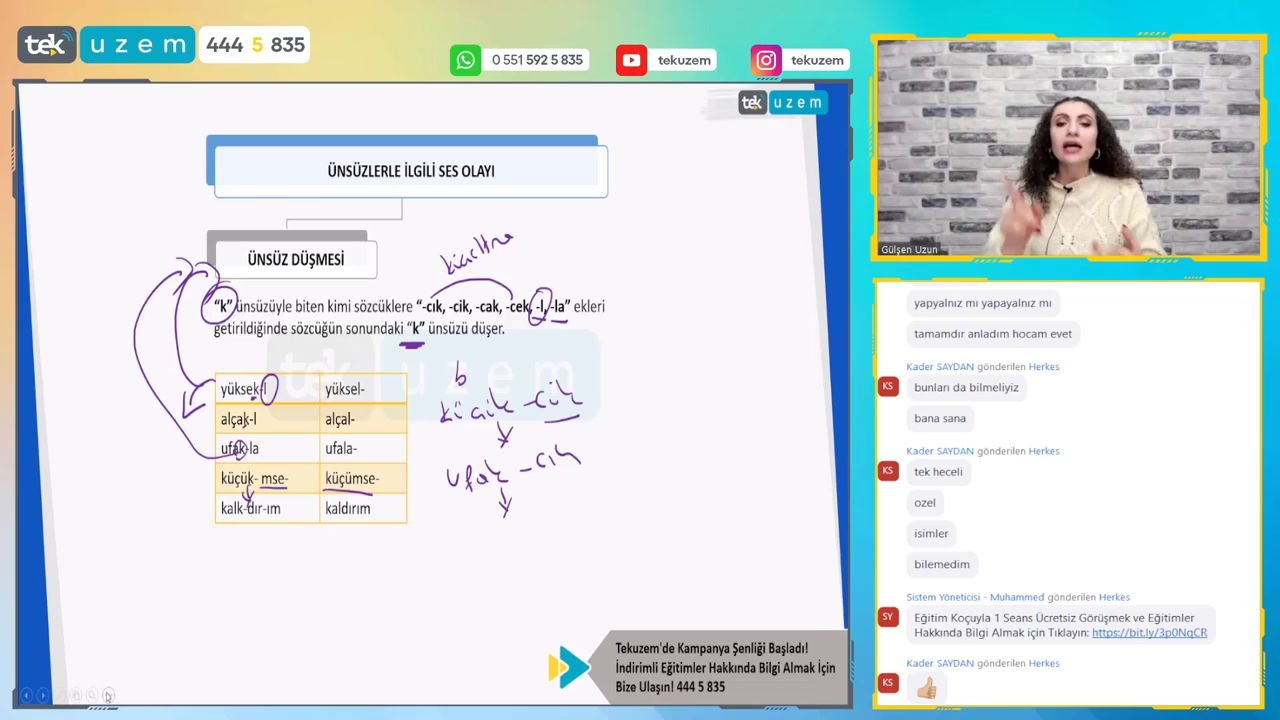 tek uzem 444 5 835
0 551 592 5 835
tekuzem
tekuzem
tek uzem
ÜNSÜZLERLE İLGİLİ SES OLAYI
ÜNSÜZ DÜŞMESİ
küçültme
“k” ünsüzüyle biten kimi sözcüklere “-cık, -cik, -cak, -cek, -l, -la” ekleri
getirildiğinde sözcüğün sonundaki “k” ünsüzü düşer.
yüksek-l yüksel-
alçak-l alçal-
ufak-la ufala-
küçük- mse- küçümse-
kalk-dır-ım kaldırım
b
-cik
ufak -cık
Tekuzem'de Kampanya Şenliği Başladı!
İndirimli Eğitimler Hakkında Bilgi Almak İçin
Bize Ulaşın! 444 5 835
Gülşen Uzun
yapyalnız mı yapayalnız mı
tamamdır anladım hocam evet
Kader SAYDAN gönderilen Herkes
KS bunları da bilmeliyiz
bana sana
Kader SAYDAN gönderilen Herkes
KS tek heceli
ozel
isimler
bilemedim
Sistem Yöneticisi - Muhammed gönderilen Herkes
SY Eğitim Koçuyla 1 Seans Ücretsiz Görüşmek ve Eğitimler
Hakkında Bilgi Almak için Tıklayın: https://bit.ly/3p0NqCR
Kader SAYDAN gönderilen Herkes
KS